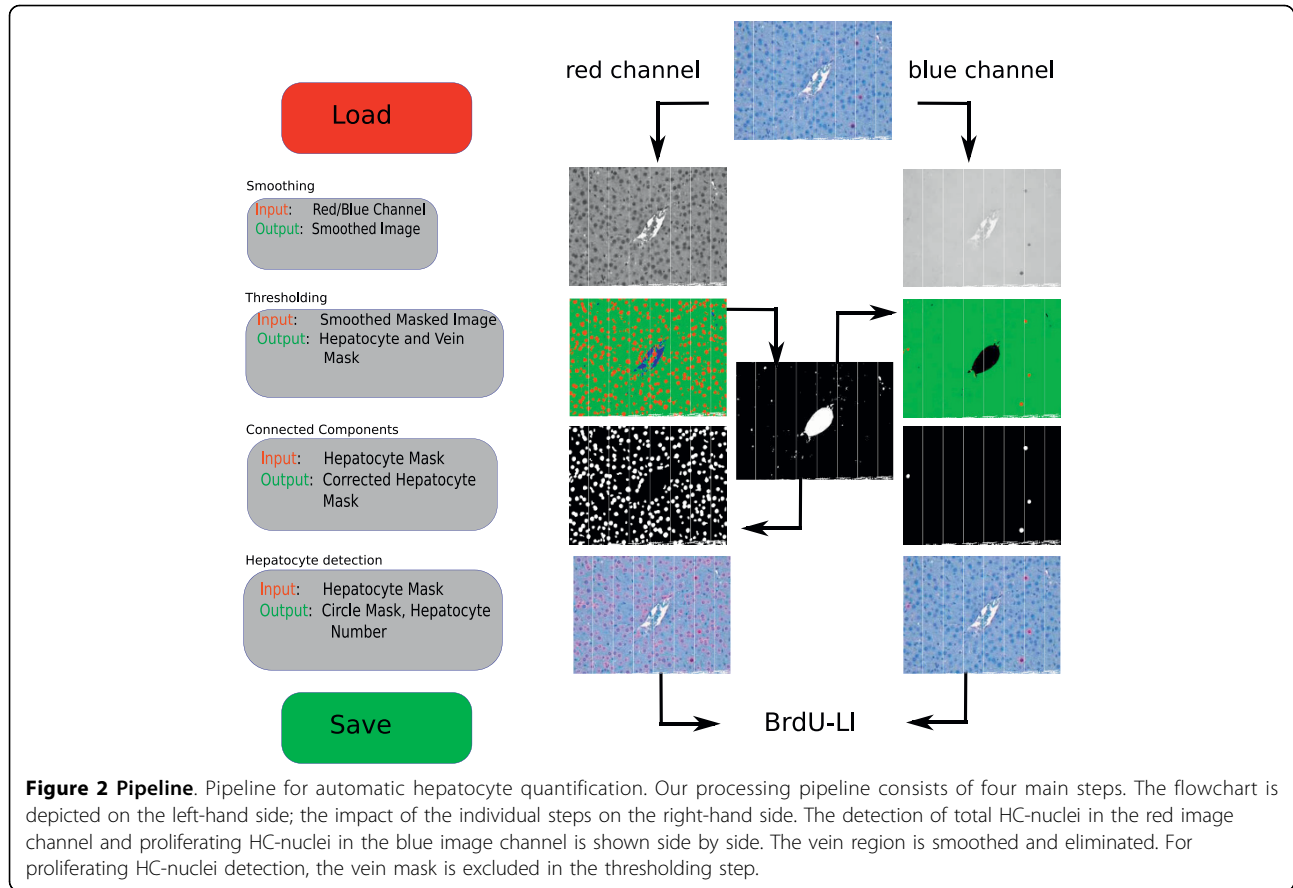 red channel
blue channel
Load
Smoothing
Input: Red/Blue Channel
Output: Smoothed Image
Thresholding
Input: Smoothed Masked Image
Output: Hepatocyte and Vein
Mask
Connected Components
Input: Hepatocyte Mask
Output: Corrected Hepatocyte
Mask
Hepatocyte detection
Input: Hepatocyte Mask
Output: Circle Mask, Hepatocyte
Number
Save
BrdU-LI
Figure 2 Pipeline. Pipeline for automatic hepatocyte quantification. Our processing pipeline consists of four main steps. The flowchart is
depicted on the left-hand side; the impact of the individual steps on the right-hand side. The detection of total HC-nuclei in the red image
channel and proliferating HC-nuclei in the blue image channel is shown side by side. The vein region is smoothed and eliminated. For
proliferating HC-nuclei detection, the vein mask is excluded in the thresholding step.